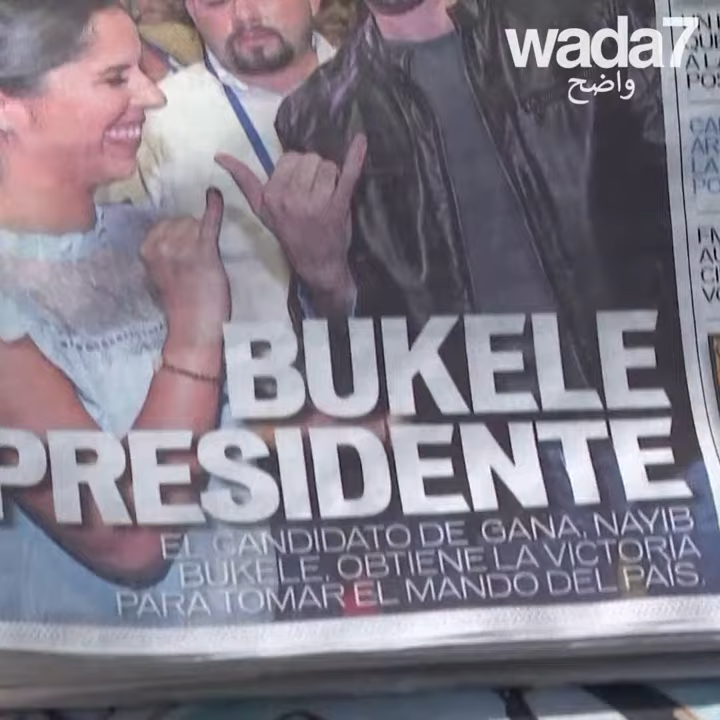 wada7
واضح
BUKELE
PRESIDENTE
EL CANDIDATO DE GANA, NAYIB
BUKELE, OBTIENE LA VICTORIA
PARA TOMAR EL MANDO DEL PAÍS.